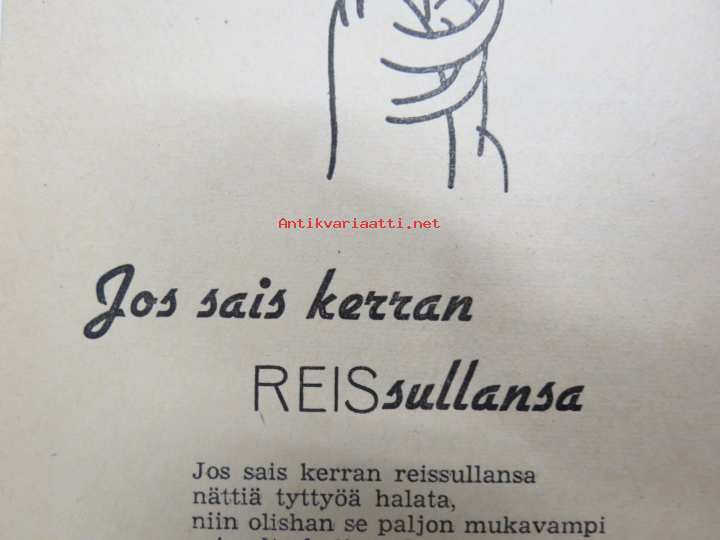 Antikvariaatti.net
Jos sais kerran
REISsullansa
Jos sais kerran reissullansa
nättiä tyttyöä halata,
niin olishan se paljon mukavampi